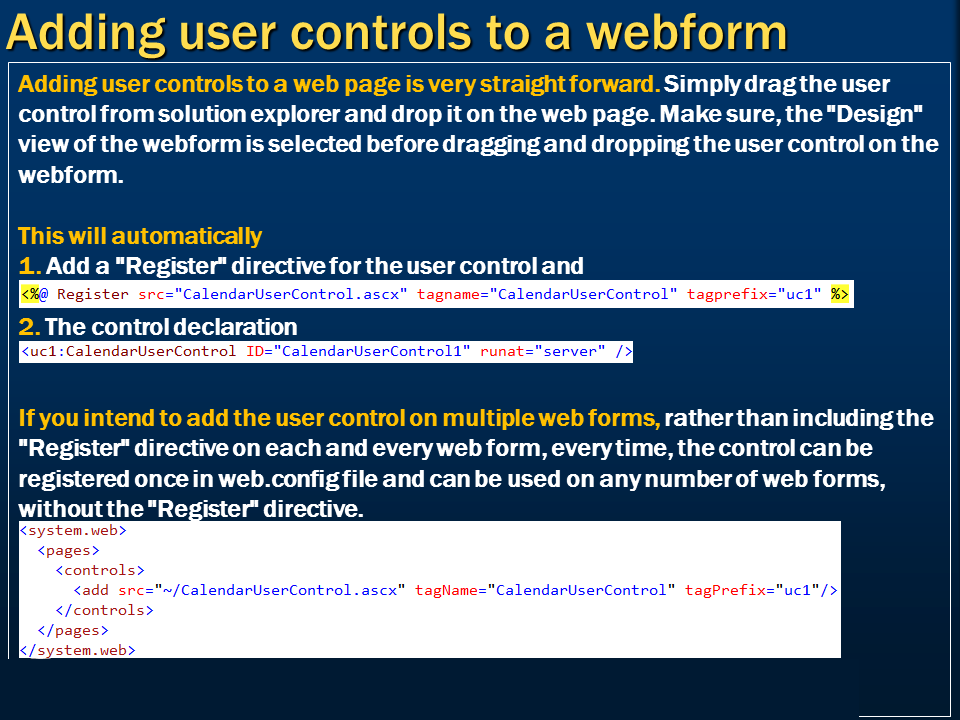 Adding user controls to a webform
Adding user controls to a web page is very straight forward. Simply drag the user
control from solution explorer and drop it on the web page. Make sure, the "Design"
view of the webform is selected before dragging and dropping the user control on the
webform.
This will automatically
1. Add a "Register" directive for the user control and
<%@ Register src="CalendarUserControl.ascx" tagname="CalendarUserControl" tagprefix="uc1" %>
2. The control declaration
<uc1:CalendarUserControl ID="CalendarUserControl1" runat="server" />
If you intend to add the user control on multiple web forms, rather than including the
"Register" directive on each and every web form, every time, the control can be
registered once in web.config file and can be used on any number of web forms,
without the "Register" directive.
<system.web>
<pages>
<controls>
<add src="~/CalendarUserControl.ascx" tagName="CalendarUserControl" tagPrefix="uc1"/>
</controls>
</pages>
</system.web>